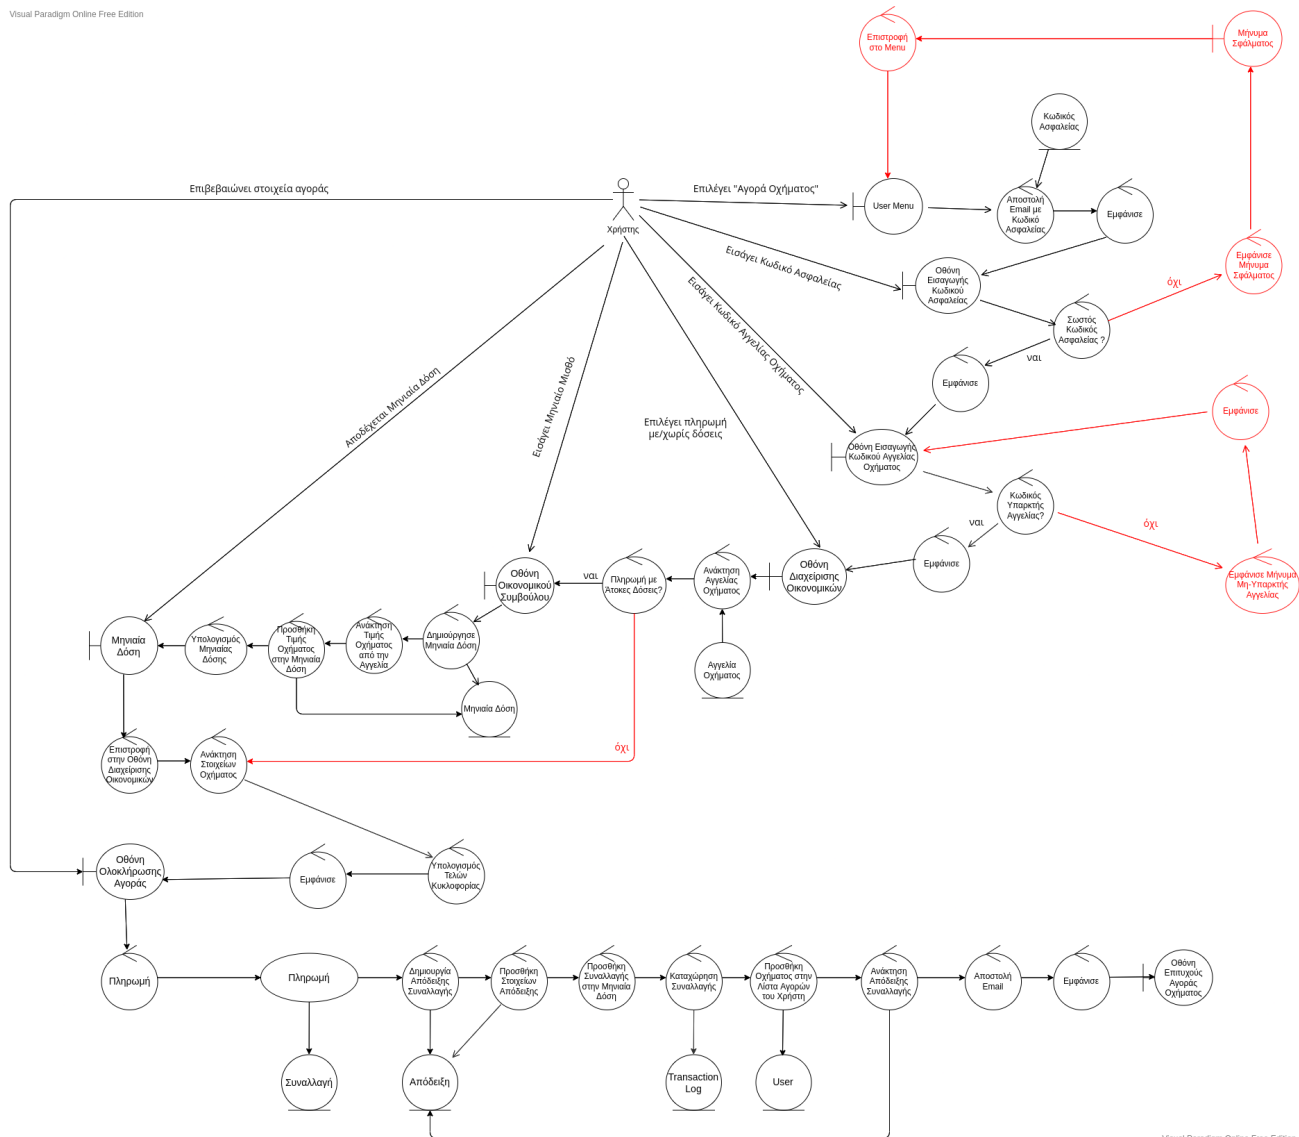 Visual Paradigm Online Free Edition
Επιστροφή
στο Menu
Μήνυμα
Σφάλματος
Κωδικός
Ασφαλείας
Επιβεβαιώνει στοιχεία αγοράς
Επιλέγει "Αγορά Οχήματος"
Χρήστης
User Menu
Αποστολή
Email με
Κωδικό
Ασφαλείας
Εμφάνισε
Εισάγει Κωδικό Ασφαλείας
Οθόνη
Εισαγωγής
Κωδικού
Ασφαλείας
Εμφάνισε
Μήνυμα
Σφάλματος
όχι
Σωστός
Κωδικός
Ασφαλείας ?
ναι
Εισάγει Κωδικό Αγγελίας Οχήματος
Εμφάνισε
Εμφάνισε
Αποδέχεται Μηνιαία Δόση
Εισάγει Μηνιαίο Μισθό
Επιλέγει πληρωμή
με/χωρίς δόσεις
Οθόνη Εισαγωγής
Κωδικού Αγγελίας
Οχήματος
Κωδικός
Υπαρκτής
Αγγελίας?
ναι
όχι
Εμφάνισε
Εμφάνισε Μήνυμα
Μη-Υπαρκτής
Αγγελίας
Οθόνη
Διαχείρισης
Οικονομικών
Ανάκτηση
Αγγελίας
Οχήματος
Πληρωμή με
Άτοκες Δόσεις?
ναι
Οθόνη
Οικονομικού
Συμβούλου
Αγγελία
Οχήματος
Δημιούργησε
Μηνιαία Δόση
Ανάκτηση
Τιμής
Οχήματος
από την
Αγγελία
Προσθήκη
Τιμής
Οχήματος
στην Μηνιαία
Δόση
Υπολογισμός
Μηνιαίας
Δόσης
Μηνιαία
Δόση
Μηνιαία Δόση
όχι
Επιστροφή
στην Οθόνη
Διαχείρισης
Οικονομικών
Ανάκτηση
Στοιχείων
Οχήματος
Υπολογισμός
Τελών
Κυκλοφορίας
Εμφάνισε
Οθόνη
Ολοκλήρωσης
Αγοράς
Πληρωμή
Πληρωμή
Δημιουργία
Απόδειξης
Συναλλαγής
Προσθήκη
Στοιχείων
Απόδειξης
Προσθήκη
Συναλλαγής
στην Μηνιαία
Δόση
Καταχώρηση
Συναλλαγής
Προσθήκη
Οχήματος στην
Λίστα Αγορών
του Χρήστη
Ανάκτηση
Απόδειξης
Συναλλαγής
Αποστολή
Email
Εμφάνισε
Οθόνη
Επιτυχούς
Αγοράς
Οχήματος
Συναλλαγή
Απόδειξη
Transaction
Log
User
Visual Paradigm Online Free Edition